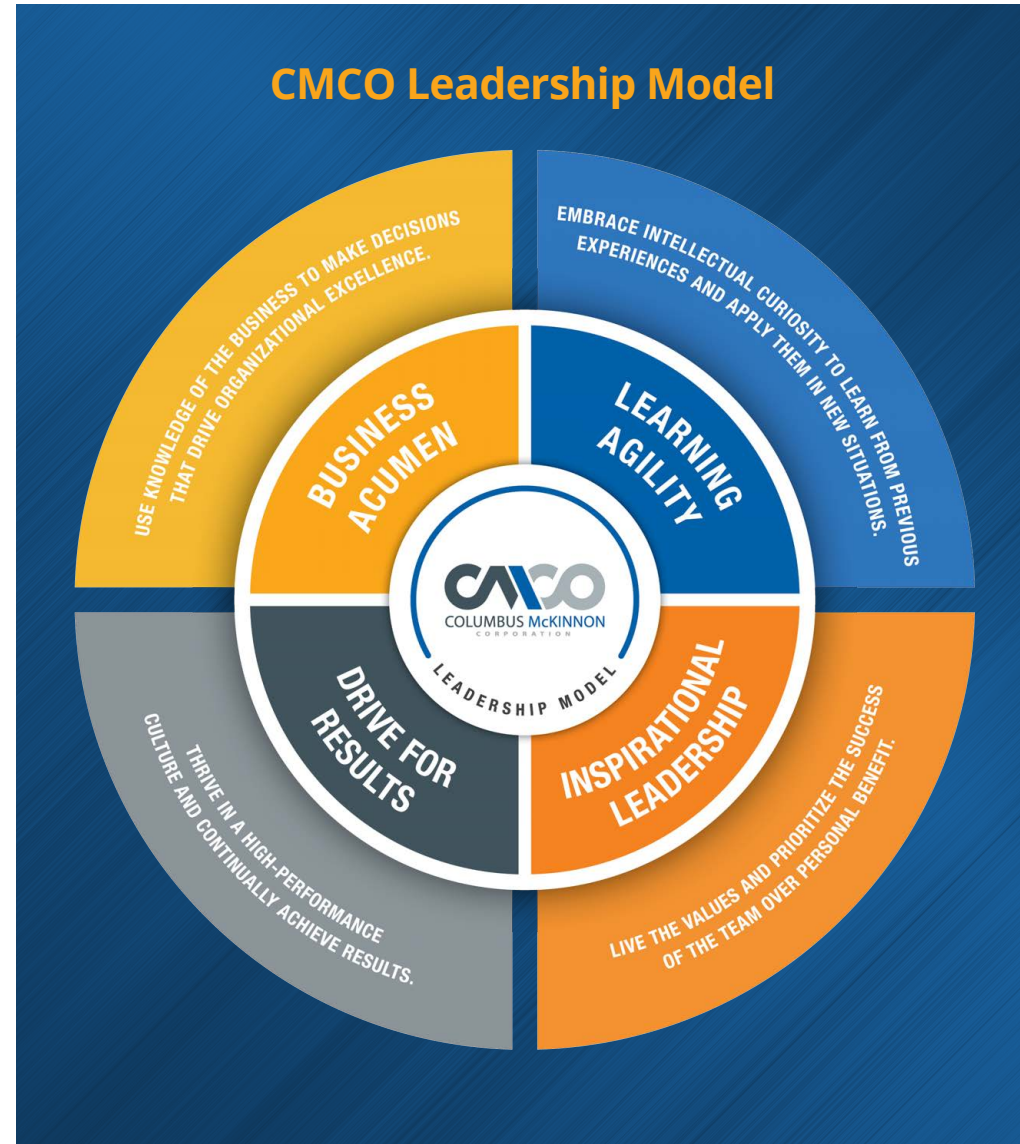 CMCO Leadership Model
USE KNOWLEDGE OF THE BUSINESS TO MAKE DECISIONS
THAT DRIVE ORGANIZATIONAL EXCELLENCE.
EMBRACE INTELLECTUAL CURIOSITY TO LEARN FROM PREVIOUS
EXPERIENCES AND APPLY THEM IN NEW SITUATIONS.
BUSINESS
ACUMEN
LEARNING
AGILITY
CMCO
COLUMBUS McKINNON
CORPORATION
LEADERSHIP MODEL
DRIVE FOR
RESULTS
INSPIRATIONAL
LEADERSHIP
THRIVE IN A HIGH-PERFORMANCE
CULTURE AND CONTINUALLY ACHIEVE RESULTS.
LIVE THE VALUES AND PRIORITIZE THE SUCCESS
OF THE TEAM OVER PERSONAL BENEFIT.